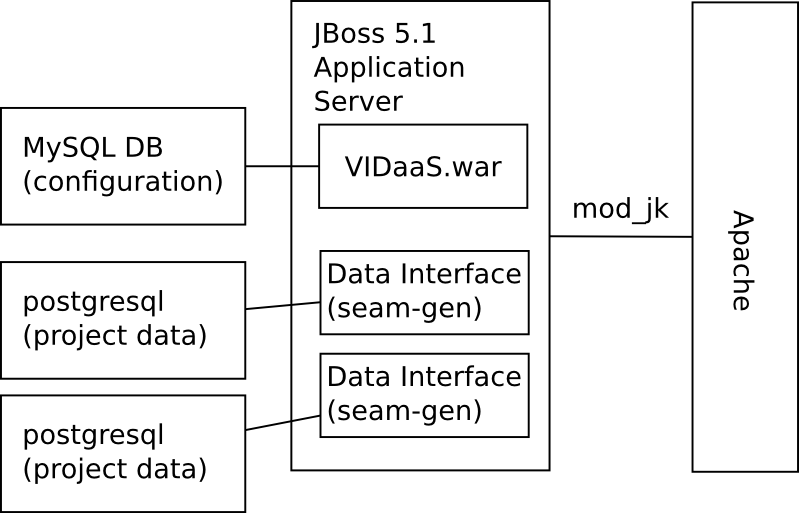 JBoss 5.1
Application
Server
MySQL DB
(configuration)
VIDaaS.war
mod_jk
Apache
postgresql
(project data)
Data Interface
(seam-gen)
postgresql
(project data)
Data Interface
(seam-gen)